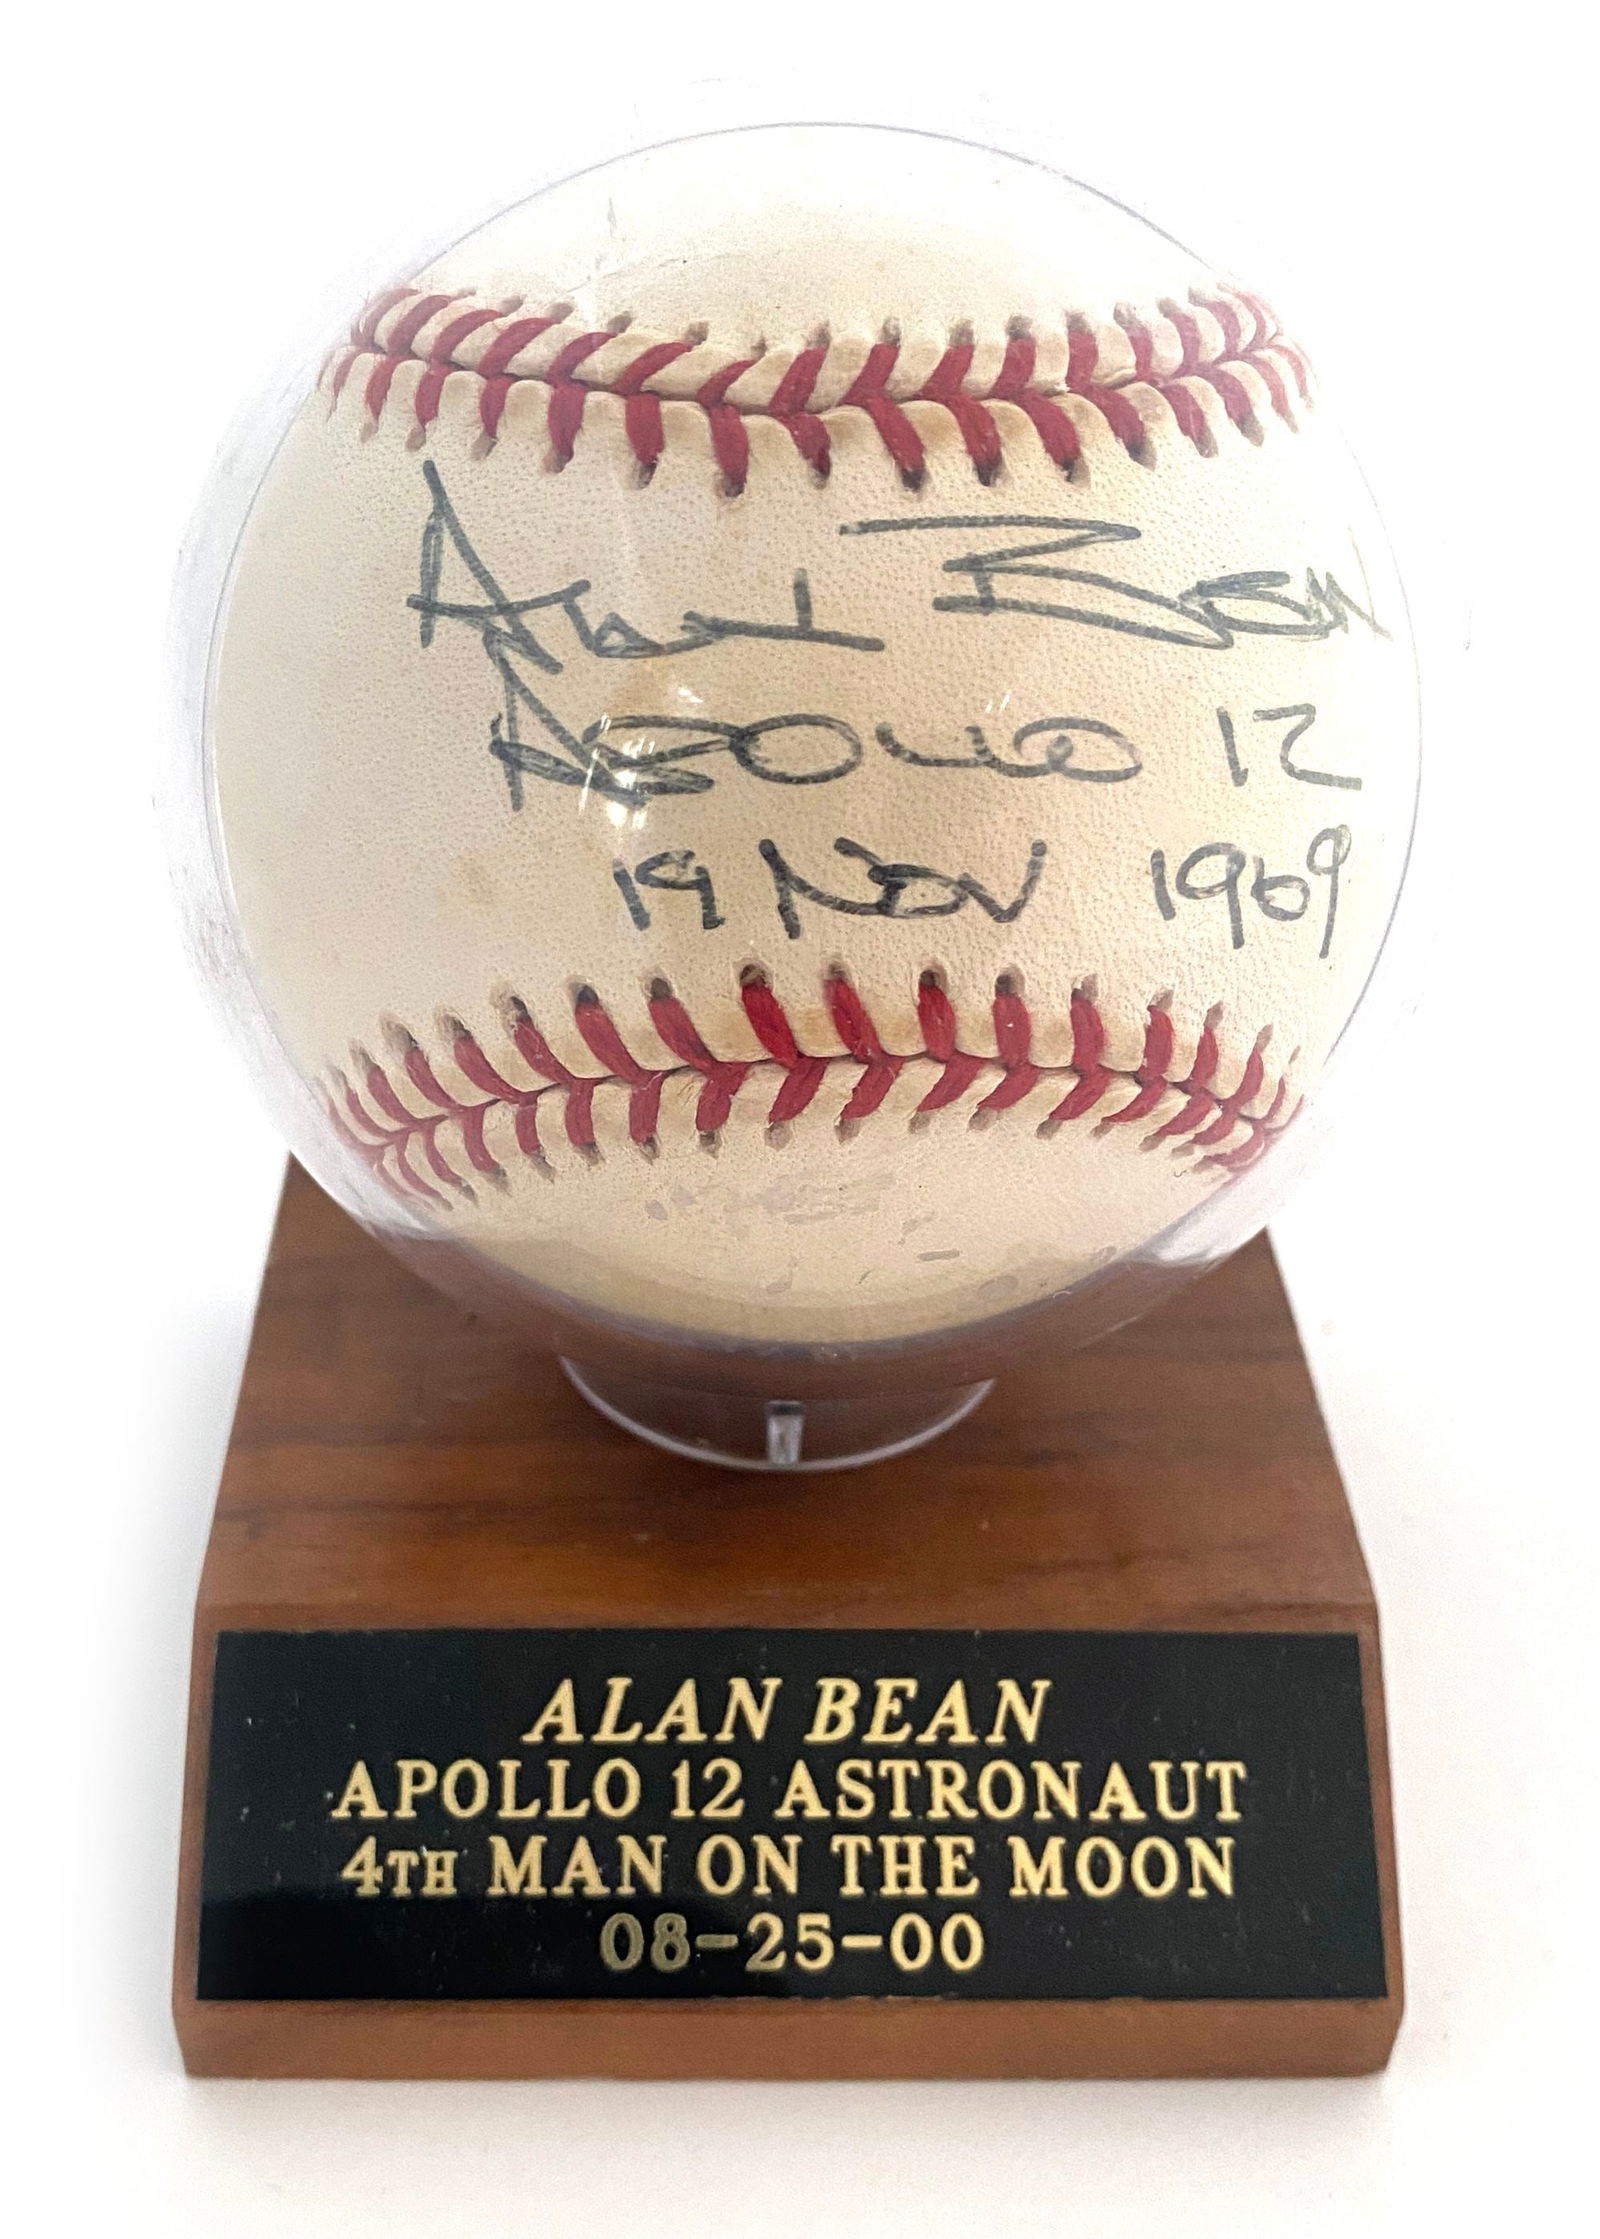 Alan Bean
Apollo 12
19 Nov 1969
ALAN BEAN
APOLLO 12 ASTRONAUT
4TH MAN ON THE MOON
08-25-00